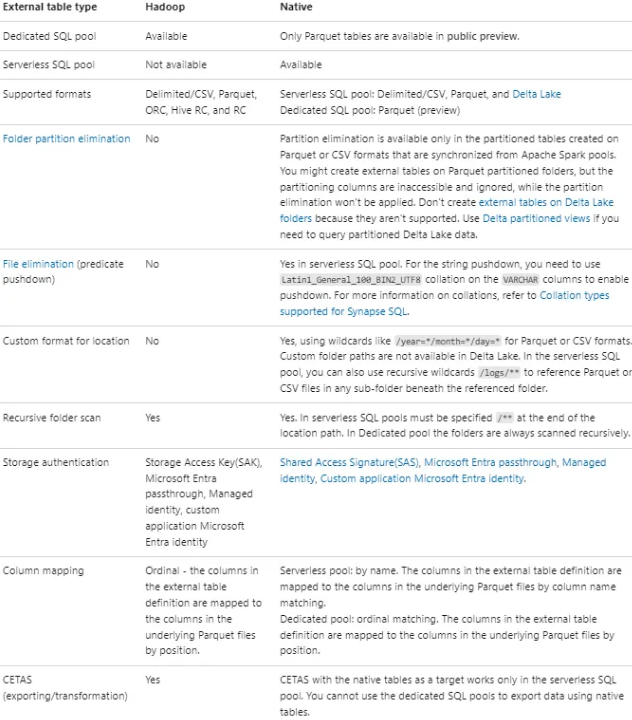 External table type Hadoop Native
Dedicated SQL pool Available Only Parquet tables are available in public preview.
Serverless SQL pool Not available Available
Supported formats Delimited/CSV, Parquet, Serverless SQL pool: Delimited/CSV, Parquet, and Delta Lake
ORC, Hive RC, and RC Dedicated SQL pool: Parquet (preview)
Folder partition elimination No Partition elimination is available only in the partitioned tables created on
Parquet or CSV formats that are synchronized from Apache Spark pools.
You might create external tables on Parquet partitioned folders, but the
partitioning columns are inaccessible and ignored, while the partition
elimination won't be applied. Don't create external tables on Delta Lake
folders because they aren't supported. Use Delta partitioned views if you
need to query partitioned Delta Lake data.
File elimination (predicate No Yes in serverless SQL pool. For the string pushdown, you need to use
pushdown) Latin1_General_100_BIN2_UTF8 collation on the VARCHAR columns to enable
pushdown. For more information on collations, refer to Collation types
supported for Synapse SQL.
Custom format for location No Yes, using wildcards like /year=*/month=*/day=* for Parquet or CSV formats.
Custom folder paths are not available in Delta Lake. In the serverless SQL
pool, you can also use recursive wildcards /logs/** to reference Parquet or
CSV files in any sub-folder beneath the referenced folder.
Recursive folder scan Yes Yes. In serverless SQL pools must be specified /** at the end of the
location path. In Dedicated pool the folders are always scanned recursively.
Storage authentication Storage Access Key(SAK), Shared Access Signature(SAS), Microsoft Entra passthrough, Managed
Microsoft Entra identity, Custom application Microsoft Entra identity.
passthrough, Managed
identity, custom
application Microsoft
Entra identity
Column mapping Ordinal - the columns in Serverless pool: by name. The columns in the external table definition are
the external table mapped to the columns in the underlying Parquet files by column name
definition are mapped to matching.
the columns in the Dedicated pool: ordinal matching. The columns in the external table
underlying Parquet files definition are mapped to the columns in the underlying Parquet files by
by position. position.
CETAS Yes CETAS with the native tables as a target works only in the serverless SQL
(exporting/transformation) pool. You cannot use the dedicated SQL pools to export data using native
tables.